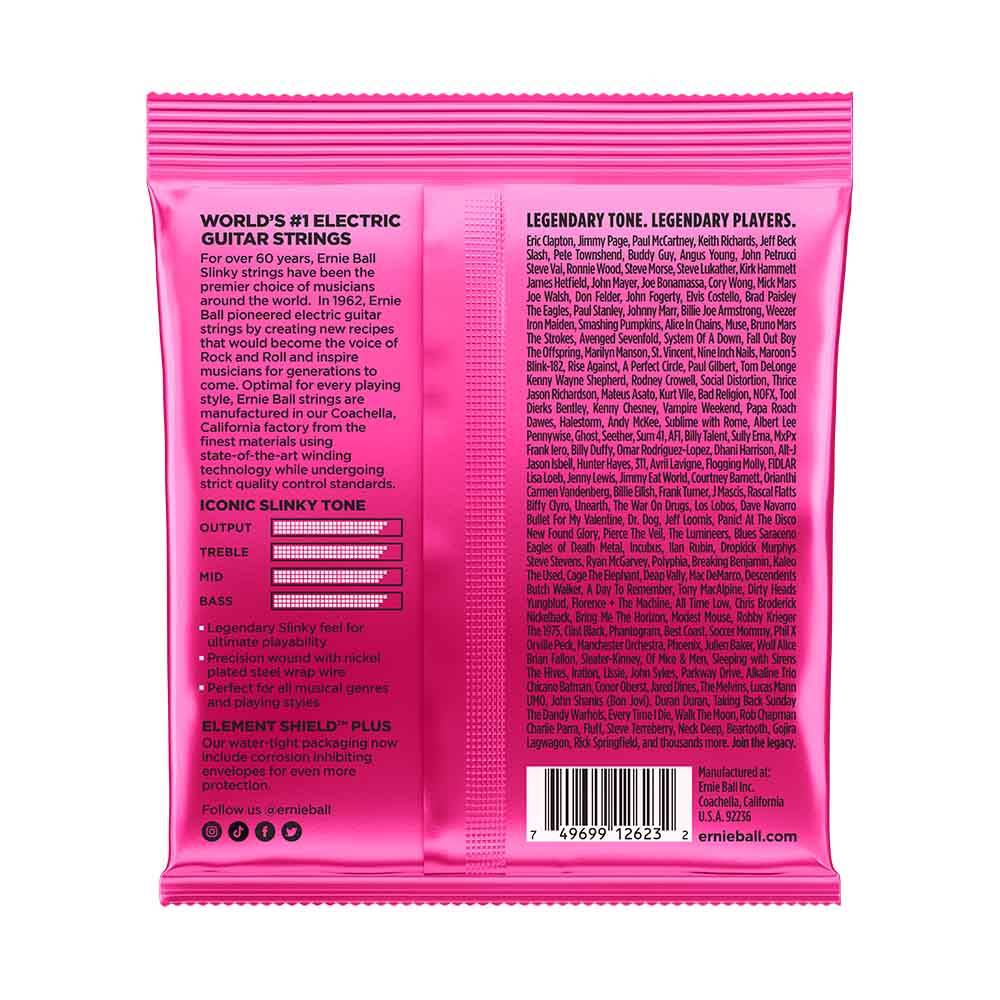 WORLD'S #1 ELECTRIC
GUITAR STRINGS
For over 60 years, Ernie Ball
Slinky strings have been the
premier choice of musicians
around the world. In 1962, Ernie
Ball pioneered electric guitar
strings by creating new recipes
that would become the voice of
Rock and Roll and inspire
musicians for generations to
come. Optimal for every playing
style, Ernie Ball strings are
manufactured in our Coachella,
California factory from the
finest materials using
state-of-the-art winding
technology while undergoing
strict quality control standards.
ICONIC SLINKY TONE
OUTPUT
TREBLE
MID
BASS
▪ Legendary Slinky feel for
ultimate playability
▪ Precision wound with nickel
plated steel wrap wire
▪ Perfect for all musical genres
and playing styles
ELEMENT SHIELD™ PLUS
Our water-tight packaging now
include corrosion inhibiting
envelopes for even more
protection.
Follow us @ernieball
LEGENDARY TONE. LEGENDARY PLAYERS.
Eric Clapton, Jimmy Page, Paul McCartney, Keith Richards, Jeff Beck
Slash, Pete Townshend, Buddy Guy, Angus Young, John Petrucci
Steve Vai, Ronnie Wood, Steve Morse, Steve Lukather, Kirk Hammett
James Hetfield, John Mayer, Joe Bonamassa, Cory Wong, Mick Mars
Joe Walsh, Don Felder, John Fogerty, Elvis Costello, Brad Paisley
The Eagles, Paul Stanley, Johnny Marr, Billie Joe Armstrong, Weezer
Iron Maiden, Smashing Pumpkins, Alice In Chains, Muse, Bruno Mars
The Strokes, Avenged Sevenfold, System Of A Down, Fall Out Boy
The Offspring, Marilyn Manson, St. Vincent, Nine Inch Nails, Maroon 5
Blink-182, Rise Against, A Perfect Circle, Paul Gilbert, Tom DeLonge
Kenny Wayne Shepherd, Rodney Crowell, Social Distortion, Thrice
Jason Richardson, Mateus Asato, Kurt Vile, Bad Religion, NOFX, Tool
Dierks Bentley, Kenny Chesney, Vampire Weekend, Papa Roach
Dawes, Halestorm, Andy McKee, Sublime with Rome, Albert Lee
Pennywise, Ghost, Seether, Sum 41, AFI, Billy Talent, Sully Erna, MxPx
Frank Iero, Billy Duffy, Omar Rodriguez-Lopez, Dhani Harrison, Alt-J
Jason Isbell, Hunter Hayes, 311, Avril Lavigne, Flogging Molly, FIDLAR
Lisa Loeb, Jenny Lewis, Jimmy Eat World, Courtney Barnett, Orianthi
Carmen Vandenberg, Billie Eilish, Frank Turner, J Mascis, Rascal Flatts
Biffy Clyro, Unearth, The War On Drugs, Los Lobos, Dave Navarro
Bullet For My Valentine, Dr. Dog, Jeff Loomis, Panic! At The Disco
New Found Glory, Pierce The Veil, The Lumineers, Blues Saraceno
Eagles of Death Metal, Incubus, Ilan Rubin, Dropkick Murphys
Steve Stevens, Ryan McGarvey, Polyphia, Breaking Benjamin, Kaleo
The Used, Cage The Elephant, Deap Vally, Mac DeMarco, Descendents
Butch Walker, A Day To Remember, Tony MacAlpine, Dirty Heads
Yungblud, Florence + The Machine, All Time Low, Chris Broderick
Nickelback, Bring Me The Horizon, Modest Mouse, Robby Krieger
The 1975, Clint Black, Phantogram, Best Coast, Soccer Mommy, Phil X
Orville Peck, Manchester Orchestra, Phoenix, Julien Baker, Wolf Alice
Brian Fallon, Sleater-Kinney, Of Mice & Men, Sleeping with Sirens
The Hives, Iration, Lissie, John Sykes, Parkway Drive, Alkaline Trio
Chicano Batman, Conor Oberst, Jared Dines, The Melvins, Lucas Mann
UMO, John Shanks (Bon Jovi), Duran Duran, Taking Back Sunday
The Dandy Warhols, Every Time I Die, Walk The Moon, Rob Chapman
Charlie Parra, Fluff, Steve Terreberry, Neck Deep, Beartooth, Gojira
Lagwagon, Rick Springfield, and thousands more. Join the legacy.
7 49699 12623 2
Manufactured at:
Ernie Ball Inc.
Coachella, California
U.S.A. 92236
ernieball.com